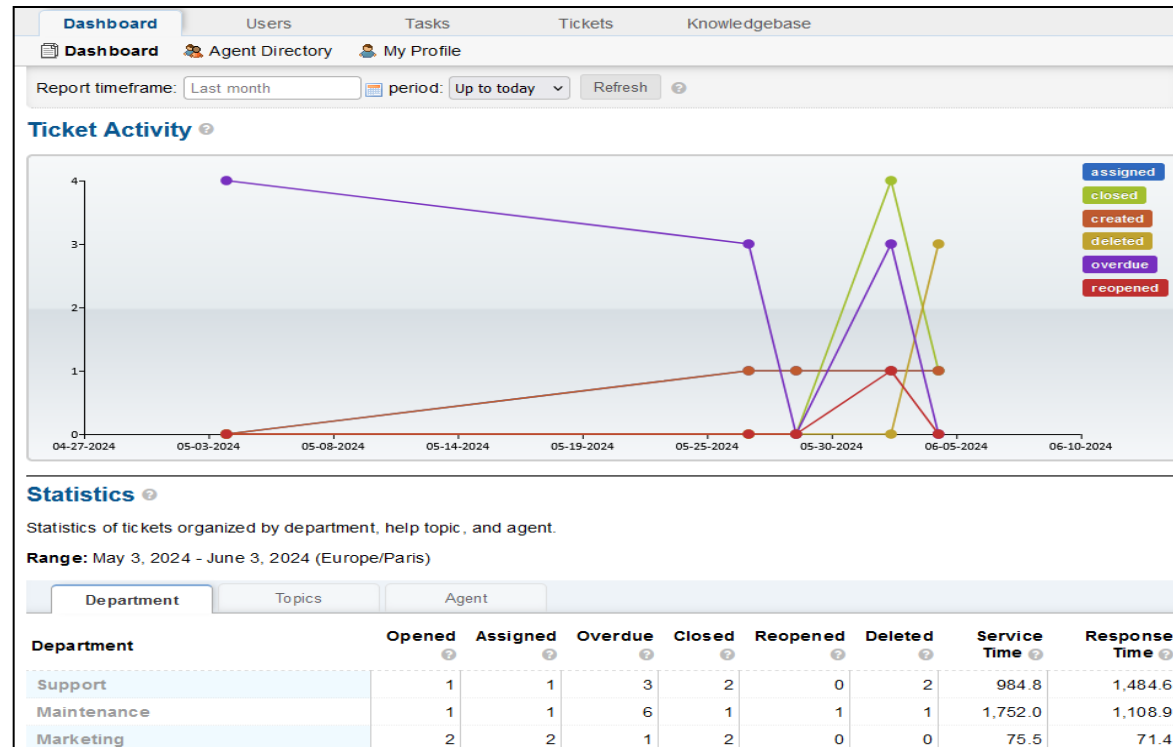 Dashboard Users Tasks Tickets Knowledgebase
Dashboard Agent Directory My Profile
Report timeframe: Last month period: Up to today Refresh ?
Ticket Activity ?
assigned
closed
created
deleted
overdue
reopened
4
3
2
1
0
04-27-2024 05-03-2024 05-08-2024 05-14-2024 05-19-2024 05-25-2024 05-30-2024 06-05-2024 06-10-2024
Statistics ?
Statistics of tickets organized by department, help topic, and agent.
Range: May 3, 2024 - June 3, 2024 (Europe/Paris)
Department Topics Agent
Department Opened ? Assigned ? Overdue ? Closed ? Reopened ? Deleted ? Service Time ? Response Time ?
Support 1 1 3 2 0 2 984.8 1,484.6
Maintenance 1 1 6 1 1 1 1,752.0 1,108.9
Marketing 2 2 1 2 0 0 75.5 71.4